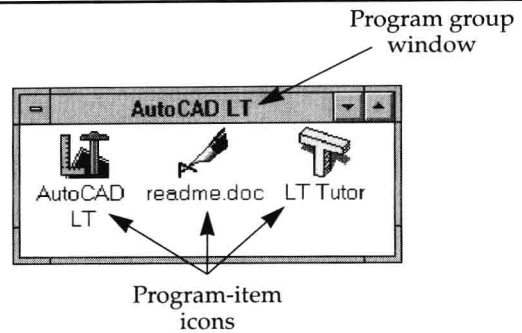 Program group
window
AutoCAD LT
AutoCAD
LT
readme.doc
LT Tutor
Program-item
icons